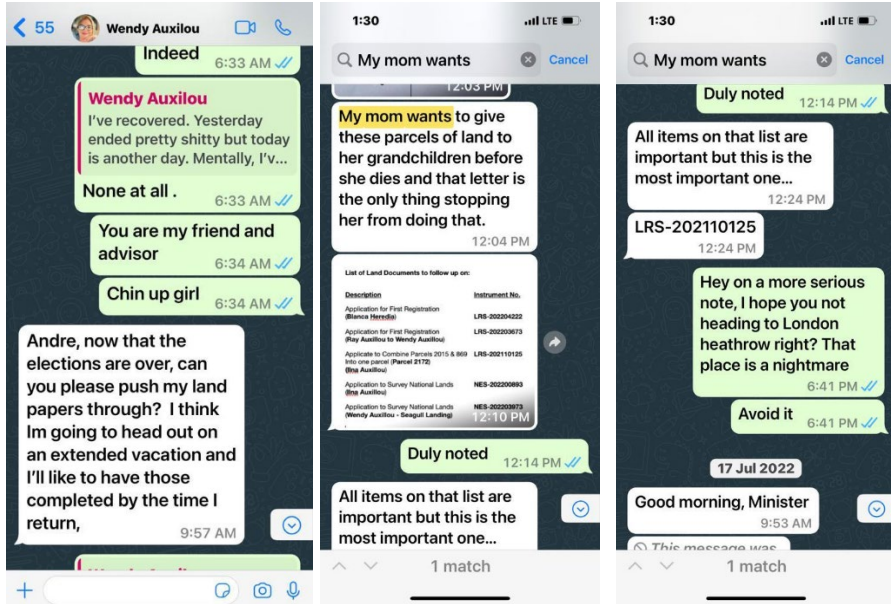 55
Wendy Auxilou
Indeed
6:33 AM
Wendy Auxilou
I've recovered. Yesterday
ended pretty shitty but today
is another day. Mentally, I'v...
None at all .
6:33 AM
You are my friend and
advisor
6:34 AM
Chin up girl
6:34 AM
Andre, now that the
elections are over, can
you please push my land
papers through? I think
Im going to head out on
an extended vacation and
I'll like to have those
completed by the time I
return,
9:57 AM
1:30
LTE
My mom wants
Cancel
12:03 PM
My mom wants to give
these parcels of land to
her grandchildren before
she dies and that letter is
the only thing stopping
her from doing that.
12:04 PM
List of Land Documents to follow up on:
Description Instrument No.
Application for First Registration
(Blanca Heredia) LRS-202204222
Application for First Registration LRS-202203673
(Ray Auxillou to Wendy Auxillou)
Applicate to Combine Parcels 2015 & 869 LRS-202110125
Into one parcel (Parcel 2172)
(Ilna Auxillou)
Application to Survey National Lands NES-202200893
(Ilna Auxillou)
Application to Survey National Lands NES-202203973
(Wendy Auxillou - Seagull Landing)
12:10 PM
Duly noted
12:14 PM
All items on that list are
important but this is the
most important one...
1 match
1:30
LTE
My mom wants
Cancel
Duly noted
12:14 PM
All items on that list are
important but this is the
most important one...
12:24 PM
LRS-202110125
12:24 PM
Hey on a more serious
note, I hope you not
heading to London
heathrow right? That
place is a nightmare
6:41 PM
Avoid it
6:41 PM
17 Jul 2022
Good morning, Minister
9:53 AM
This message was
1 match